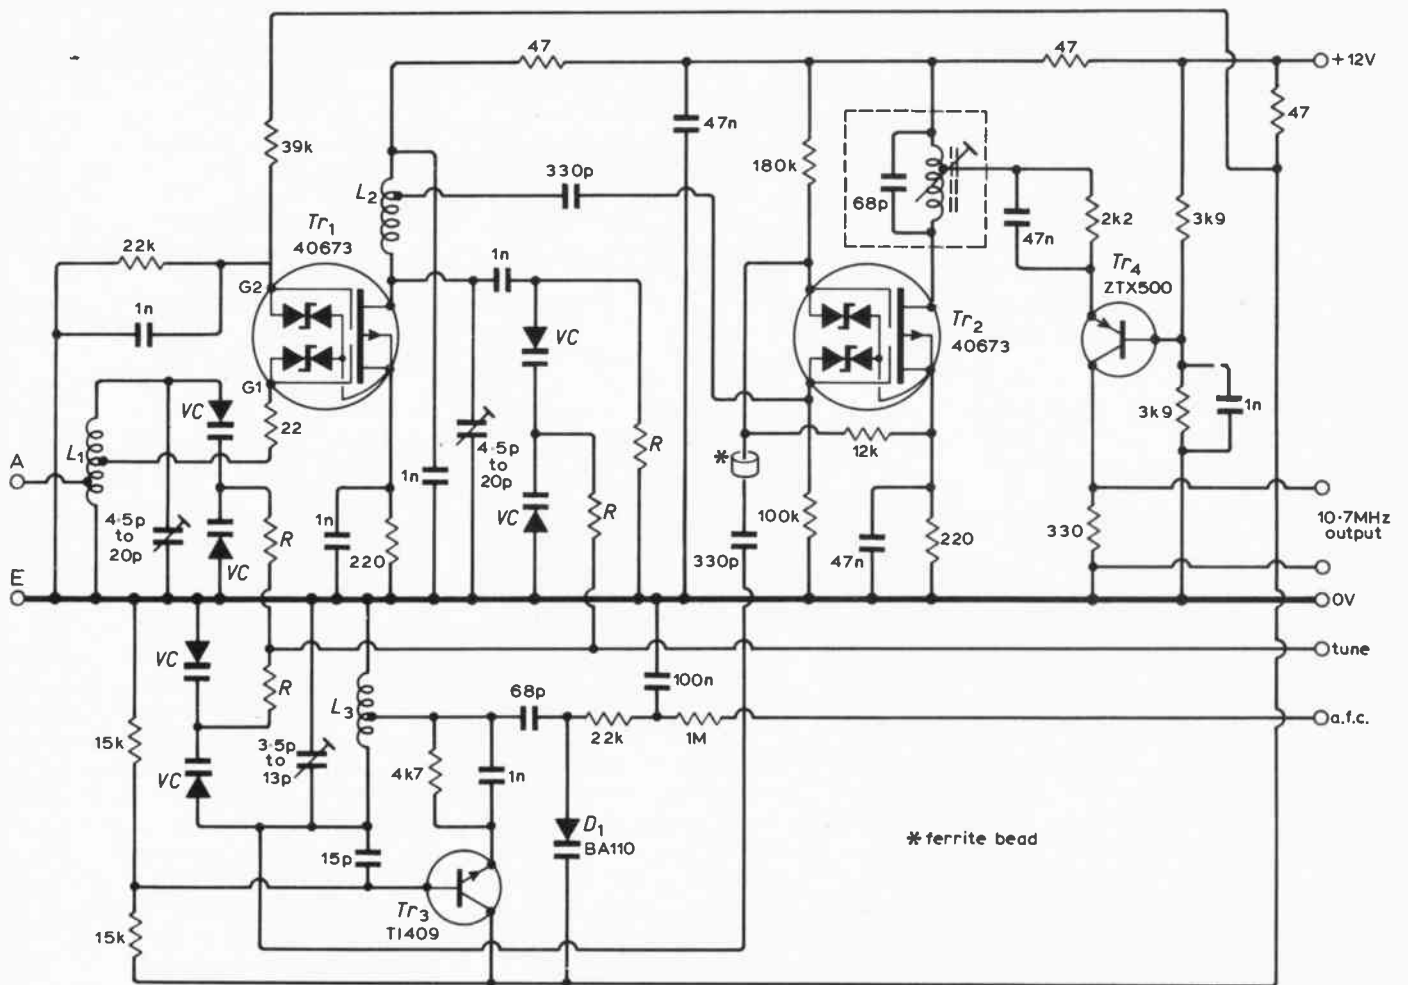 47
47
+12V
47
47n
39k
330p
180k
68p
47n
2k2
3k9
L2
Tr1
40673
22k
1n
G2
1n
VC
Tr2
40673
Tr4
ZTX500
G1
VC
22
L1
A
4·5p
to
20p
VC
R
1n
220
1n
4·5p
to
20p
VC
R
R
*
12k
100k
330p
47n
220
3k9
1n
330
10·7MHz
output
E
0V
tune
VC
R
L3
100n
68p
22k
1M
a.f.c.
15k
3·5p
to
13p
VC
4k7
1n
D1
BA110
* ferrite bead
15p
15k
Tr3
T1409